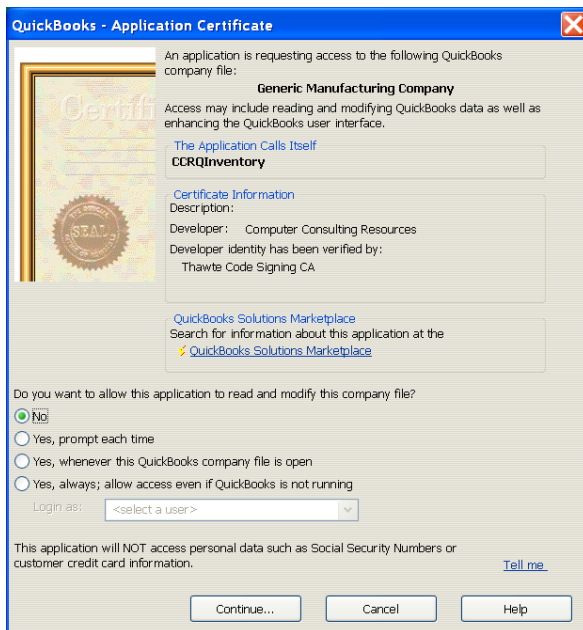 QuickBooks - Application Certificate
An application is requesting access to the following QuickBooks
company file:
Generic Manufacturing Company
Access may include reading and modifying QuickBooks data as well as
enhancing the QuickBooks user interface.
The Application Calls Itself
CCRQInventory
Certificate Information
Description:
Developer: Computer Consulting Resources
Developer identity has been verified by:
Thawte Code Signing CA
QuickBooks Solutions Marketplace
Search for information about this application at the
QuickBooks Solutions Marketplace
Certifi
SEAL
Do you want to allow this application to read and modify this company file?
No
Yes, prompt each time
Yes, whenever this QuickBooks company file is open
Yes, always; allow access even if QuickBooks is not running
Login as: <select a user>
This application will NOT access personal data such as Social Security Numbers or
customer credit card information. Tell me
Continue... Cancel Help